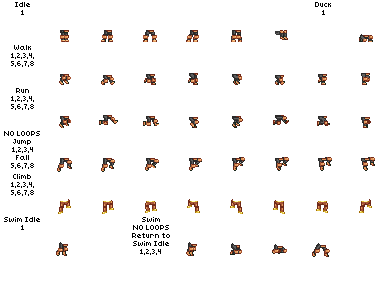 Idle
1
Duck
1
Walk
1,2,3,4,
5,6,7,8
Run
1,2,3,4,
5,6,7,8
NO LOOPS
Jump
1,2,3,4
Fall
5,6,7,8
Climb
1,2,3,4,
5,6,7,8
Swim Idle
1
Swim
NO LOOPS
Return to
Swim Idle
1,2,3,4